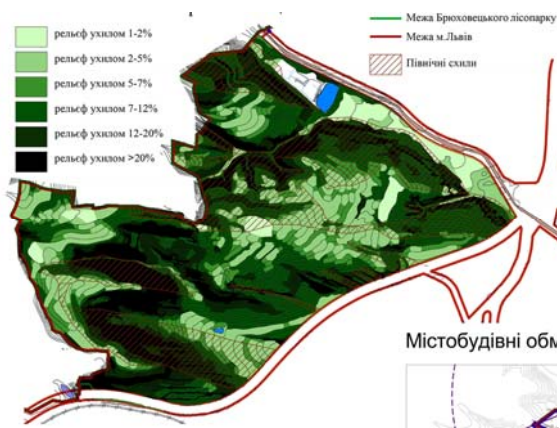 рельєф ухилом 1-2%
рельєф ухилом 2-5%
рельєф ухилом 5-7%
рельєф ухилом 7-12%
рельєф ухилом 12-20%
рельєф ухилом >20%
Межа Брюховецького лісопарку
Межа м.Львів
Північні схили
Містобудівні обм